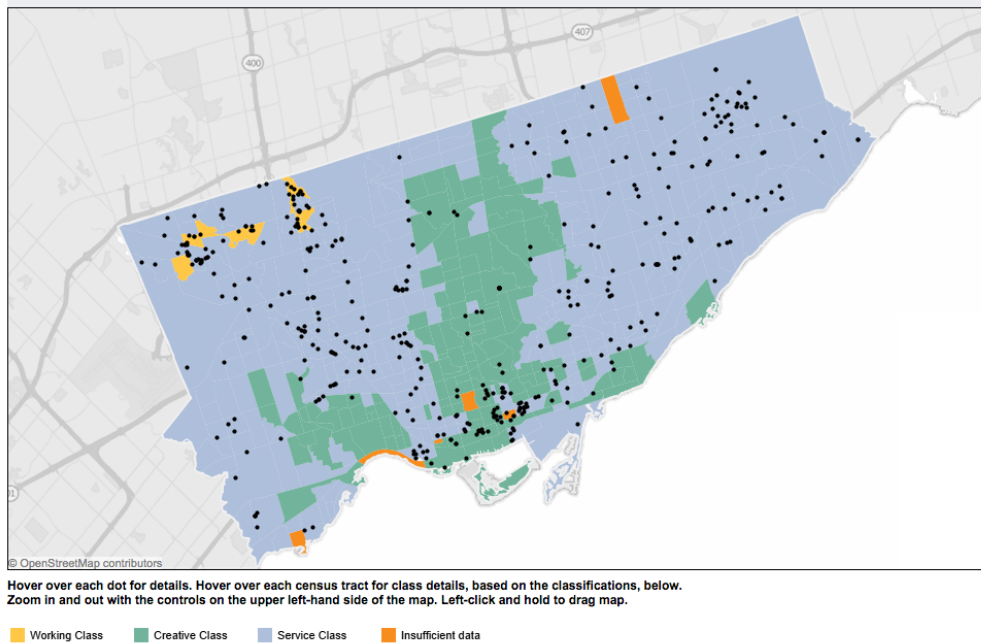 407
400
01
© OpenStreetMap contributors
Hover over each dot for details. Hover over each census tract for class details, based on the classifications, below.
Zoom in and out with the controls on the upper left-hand side of the map. Left-click and hold to drag map.
Working Class
Creative Class
Service Class
Insufficient data